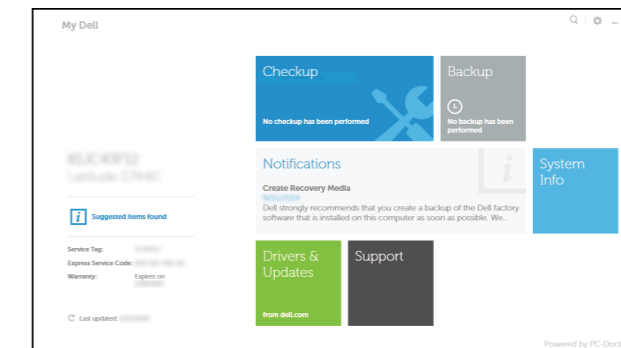 My Dell
Checkup
No checkup has been performed
Backup
No backup has been
performed
Notifications
Create Recovery Media
Dell strongly recommends that you create a backup of the Dell factory
software that is installed on this computer as soon as possible. We...
System
Info
Suggested items found
Service Tag:
Express Service Code:
Warranty: Expires on
Last updated:
Drivers &
Updates
from dell.com
Support
Powered by PC-Doct